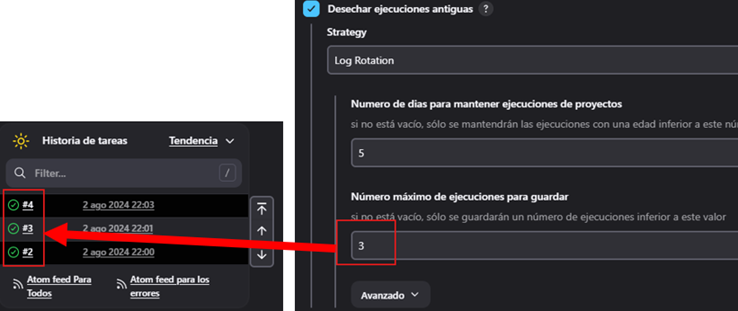 Desechar ejecuciones antiguas ?
Strategy
Log Rotation
Numero de dias para mantener ejecuciones de proyectos
si no está vacío, sólo se mantendrán las ejecuciones con una edad inferior a este nú
5
Número máximo de ejecuciones para guardar
si no está vacío, sólo se guardarán un número de ejecuciones inferior a este valor
3
Avanzado
Historia de tareas Tendencia
Filter... /
#4 2 ago 2024 22:03
#3 2 ago 2024 22:01
#2 2 ago 2024 22:00
Atom feed Para Todos
Atom feed para los errores